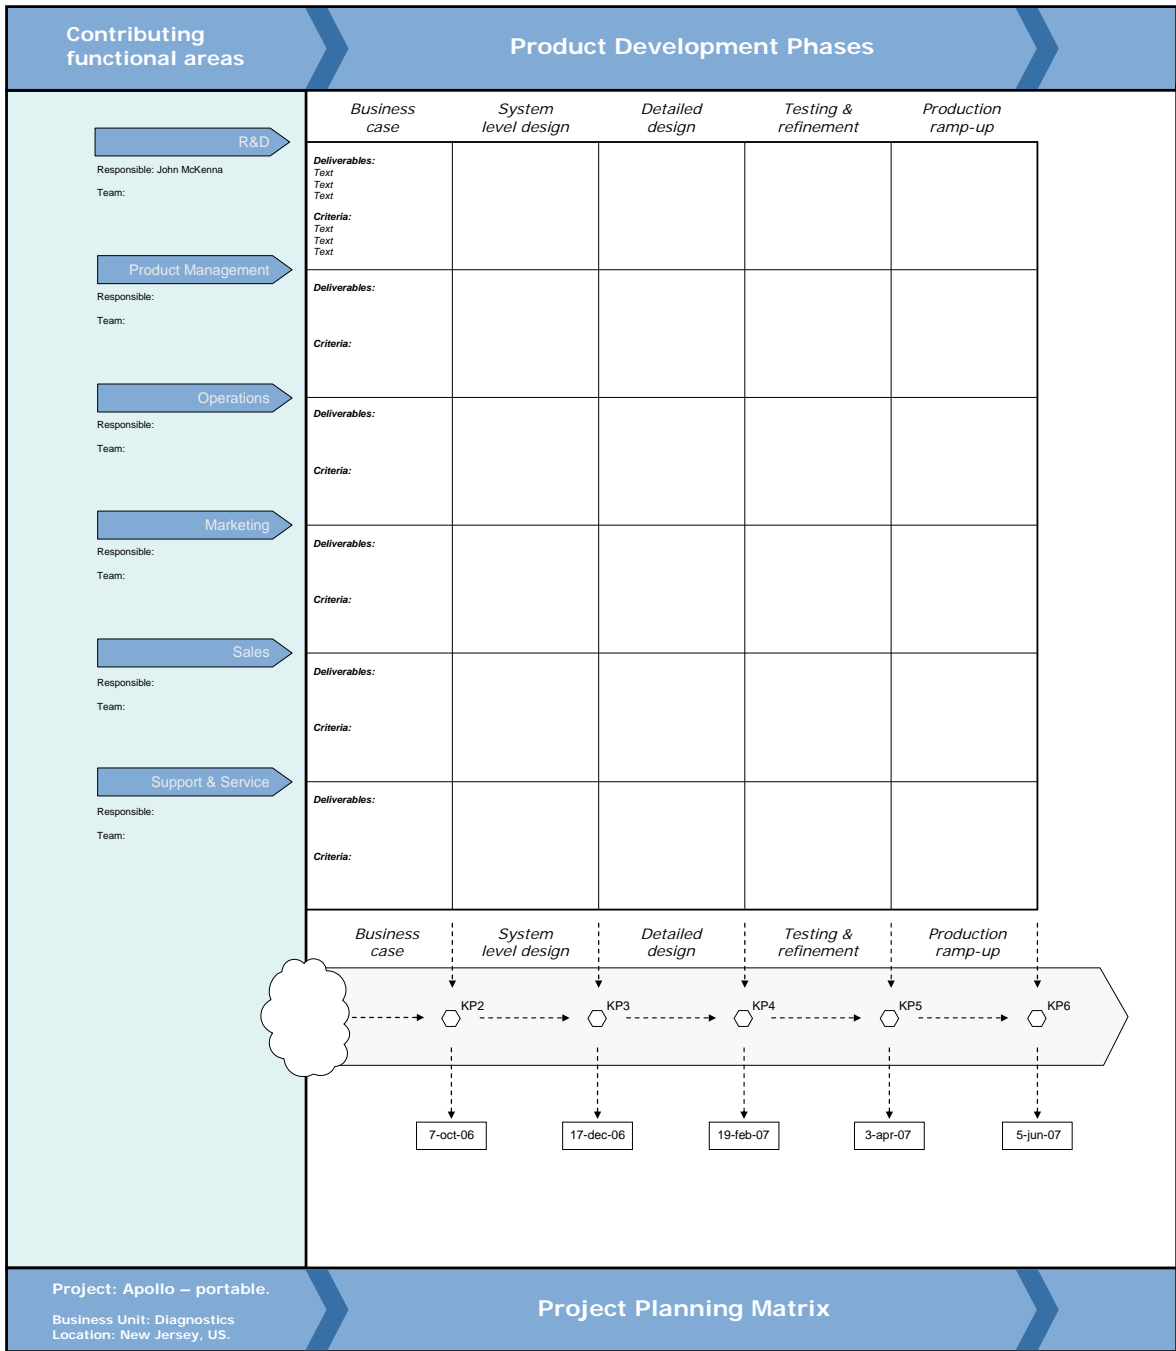 Contributing
functional areas
Product Development Phases
Business
case
System
level design
Detailed
design
Testing &
refinement
Production
ramp-up
R&D
Responsible: John McKenna
Team:
Deliverables:
Text
Text
Text
Criteria:
Text
Text
Text
Product Management
Responsible:
Team:
Deliverables:
Criteria:
Operations
Responsible:
Team:
Deliverables:
Criteria:
Marketing
Responsible:
Team:
Deliverables:
Criteria:
Sales
Responsible:
Team:
Deliverables:
Criteria:
Support & Service
Responsible:
Team:
Deliverables:
Criteria:
Business
case
System
level design
Detailed
design
Testing &
refinement
Production
ramp-up
KP2
KP3
KP4
KP5
KP6
7-oct-06
17-dec-06
19-feb-07
3-apr-07
5-jun-07
Project: Apollo – portable.
Business Unit: Diagnostics
Location: New Jersey, US.
Project Planning Matrix